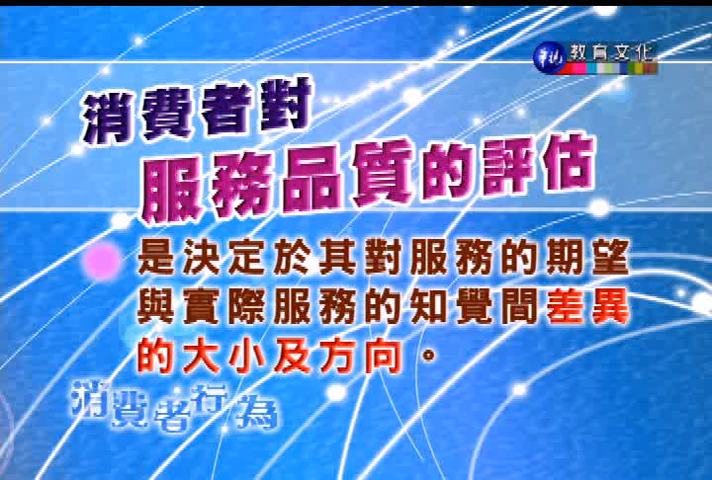 華視 教育文化
消費者對
服務品質的評估
是決定於其對服務的期望
與實際服務的知覺間差異
的大小及方向。
消費者行為